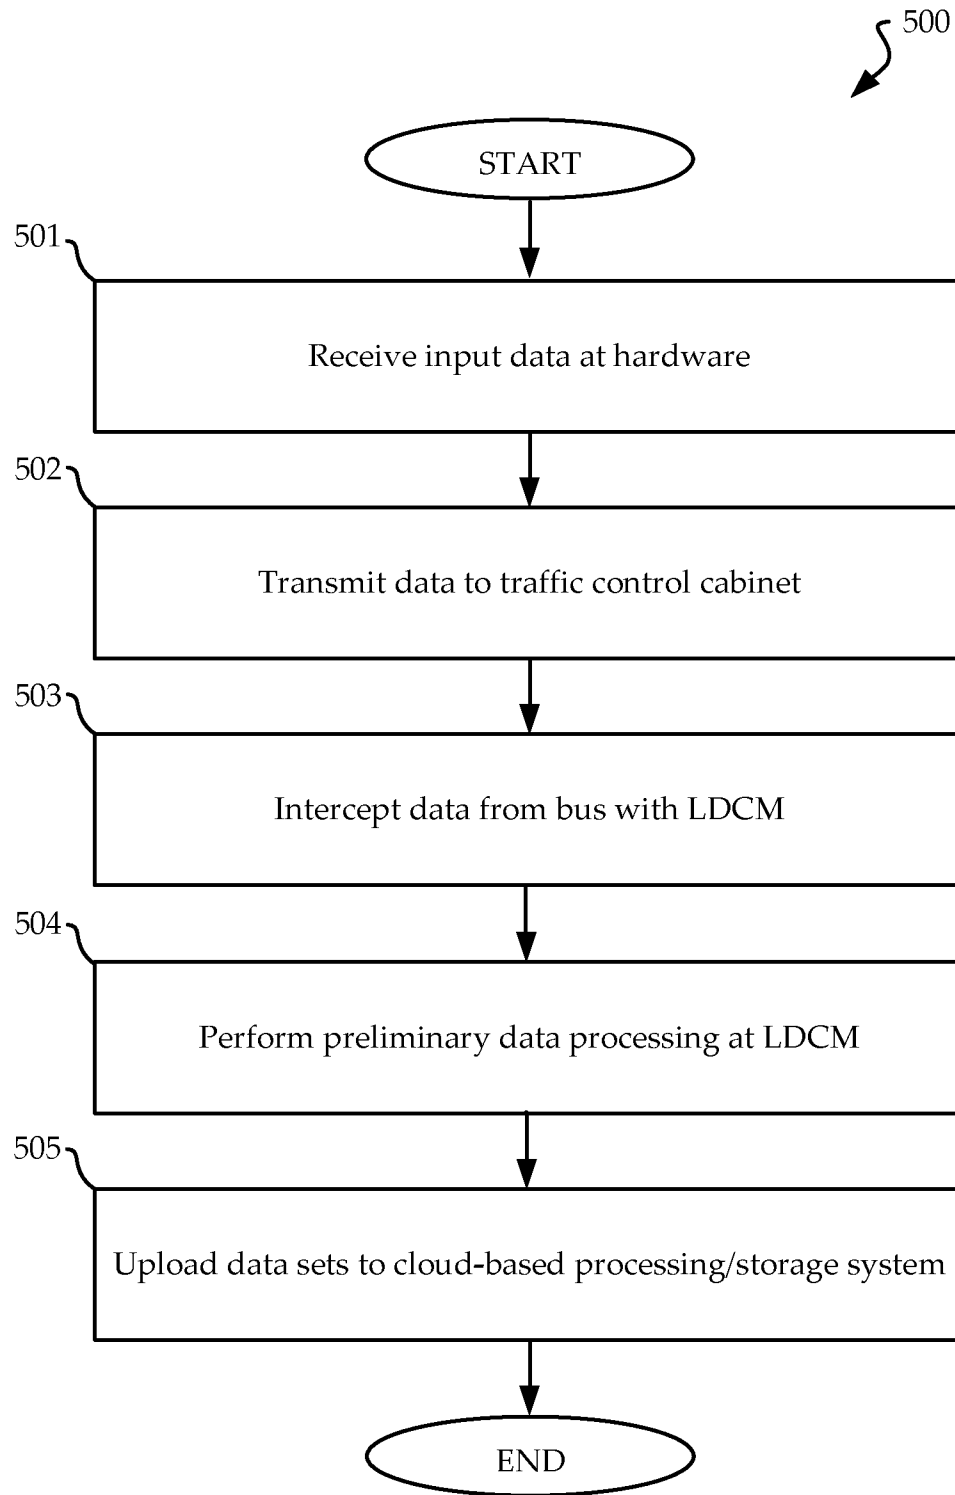 500
START
501
Receive input data at hardware
502
Transmit data to traffic control cabinet
503
Intercept data from bus with LDCM
504
Perform preliminary data processing at LDCM
505
Upload data sets to cloud-based processing/storage system
END